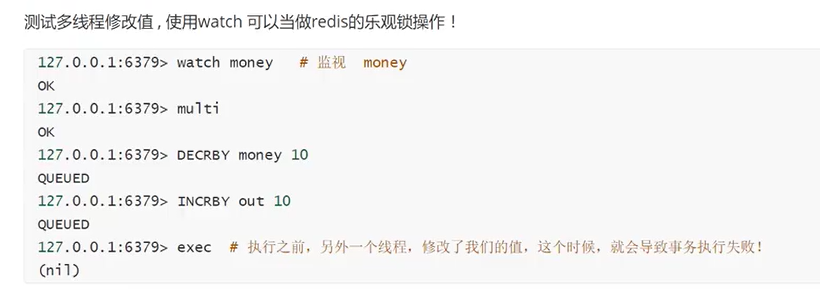 测试多线程修改值 , 使用watch 可以当做redis的乐观锁操作！
127.0.0.1:6379> watch money   # 监视  money
OK
127.0.0.1:6379> multi
OK
127.0.0.1:6379> DECRBY money 10
QUEUED
127.0.0.1:6379> INCRBY out 10
QUEUED
127.0.0.1:6379> exec  # 执行之前，另外一个线程，修改了我们的值，这个时候，就会导致事务执行失败！
(nil)